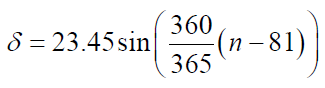 δ = 23.45 sin( 360/365 (n − 81) )